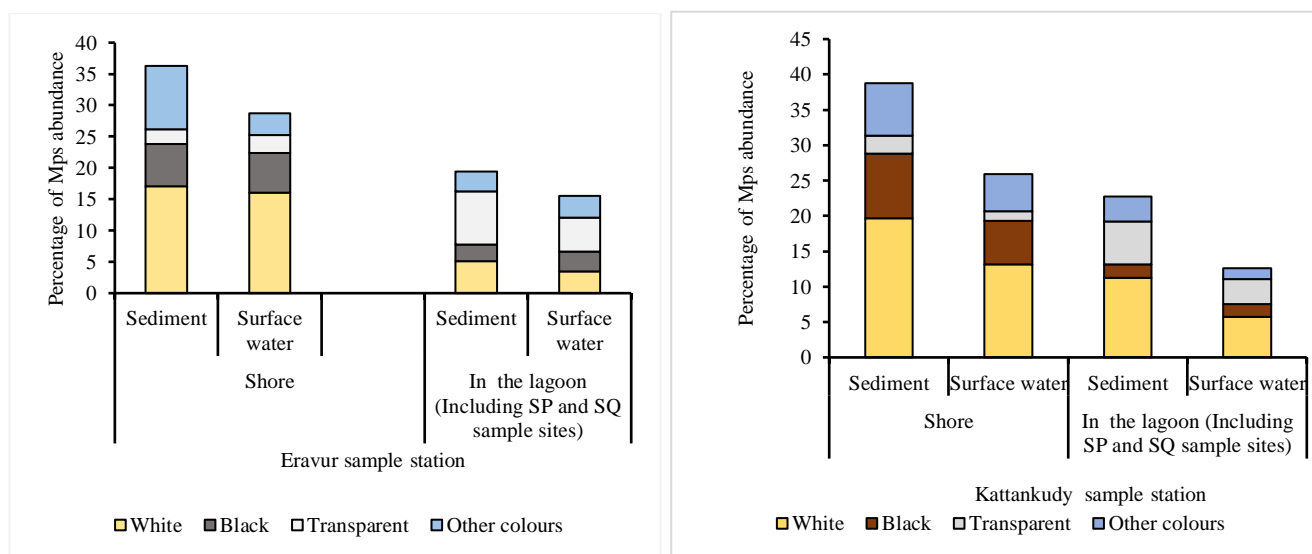 40
35
30
25
20
15
10
5
0
Percentage of Mps abundance
Sediment
Surface
water
Sediment
Surface
water
Shore
In the lagoon
(Including SP and SQ
sample sites)
Eravur sample station
White
Black
Transparent
Other colours
45
40
35
30
25
20
15
10
5
0
Percentage of Mps abundance
Sediment
Surface water
Sediment
Surface water
Shore
In the lagoon (Including
SP and SQ sample sites)
Kattankudy sample station
White
Black
Transparent
Other colours